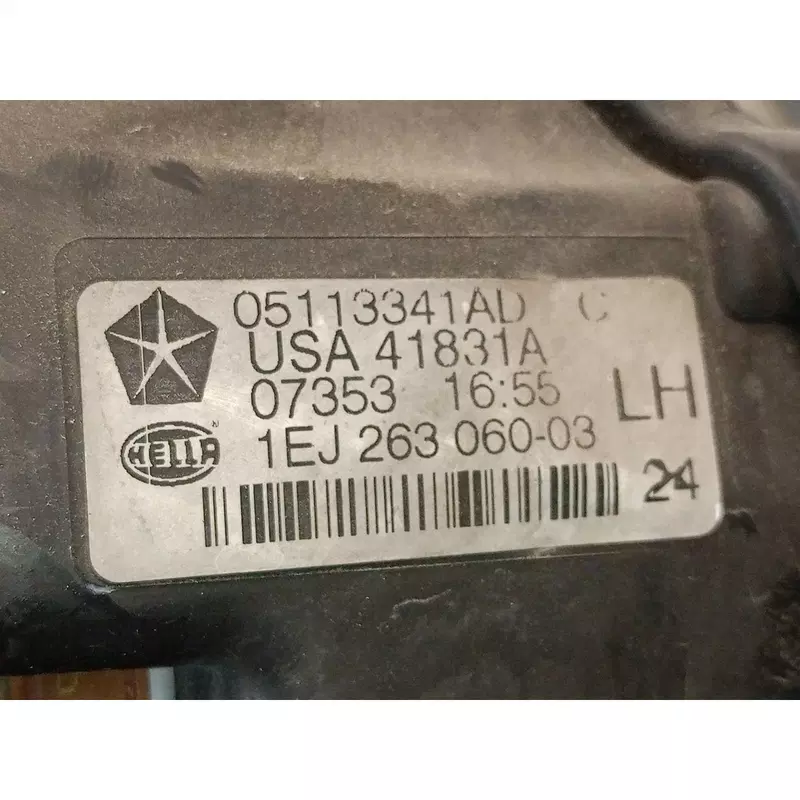 05113341AD C
USA 41831A
07353 16:55 LH
HELLA 1EJ 263 060-03
24